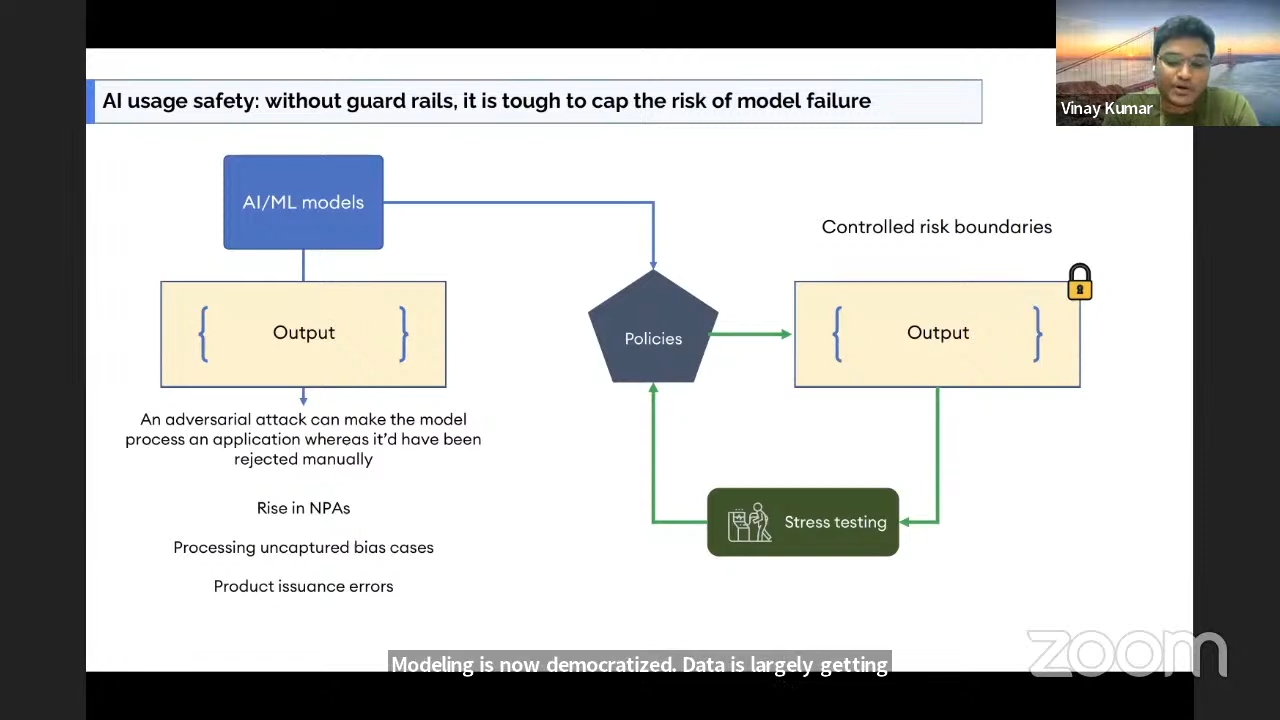 AI usage safety: without guard rails, it is tough to cap the risk of model failure
Vinay Kumar
AI/ML models
Controlled risk boundaries
{ Output }
Policies
{ Output }
An adversarial attack can make the model
process an application whereas it'd have been
rejected manually
Rise in NPAs
Stress testing
Processing uncaptured bias cases
Product issuance errors
Modeling is now democratized. Data is largely getting
zoom